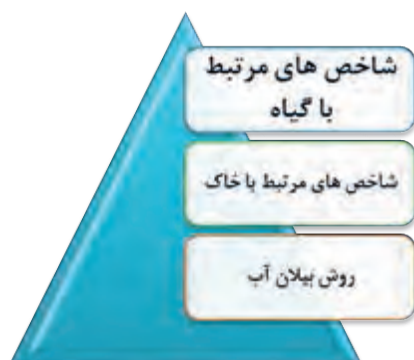 شاخص های مرتبط
با گیاه
شاخص های مرتبط با خاک
روش بیلان آب